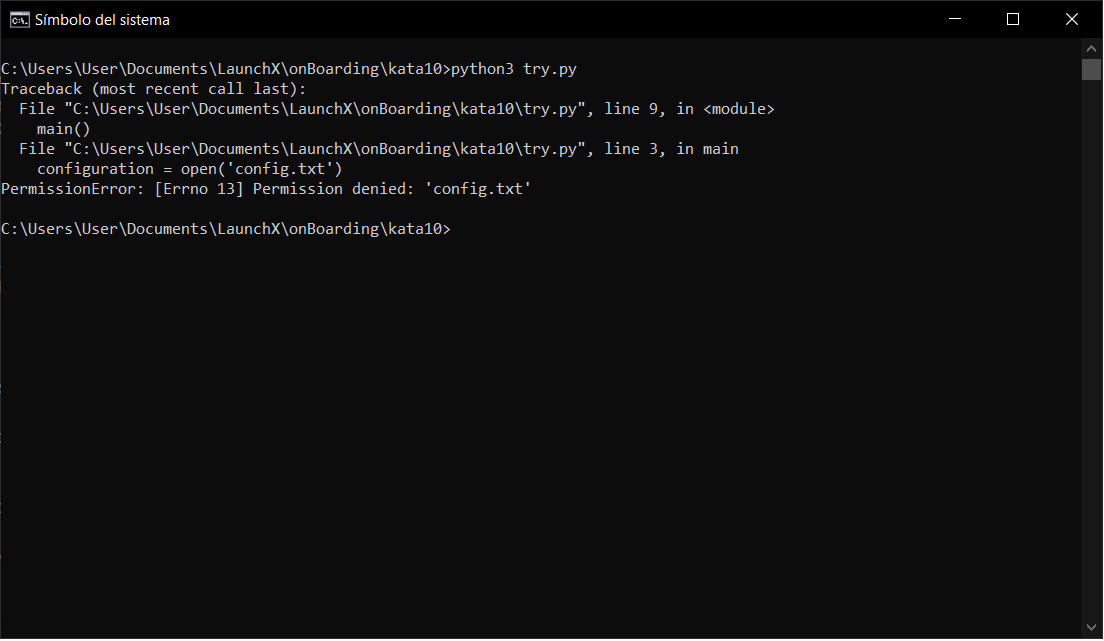 Símbolo del sistema
C:\Users\User\Documents\LaunchX\onBoarding\kata10>python3 try.py
Traceback (most recent call last):
  File "C:\Users\User\Documents\LaunchX\onBoarding\kata10\try.py", line 9, in <module>
    main()
  File "C:\Users\User\Documents\LaunchX\onBoarding\kata10\try.py", line 3, in main
    configuration = open('config.txt')
PermissionError: [Errno 13] Permission denied: 'config.txt'
C:\Users\User\Documents\LaunchX\onBoarding\kata10>